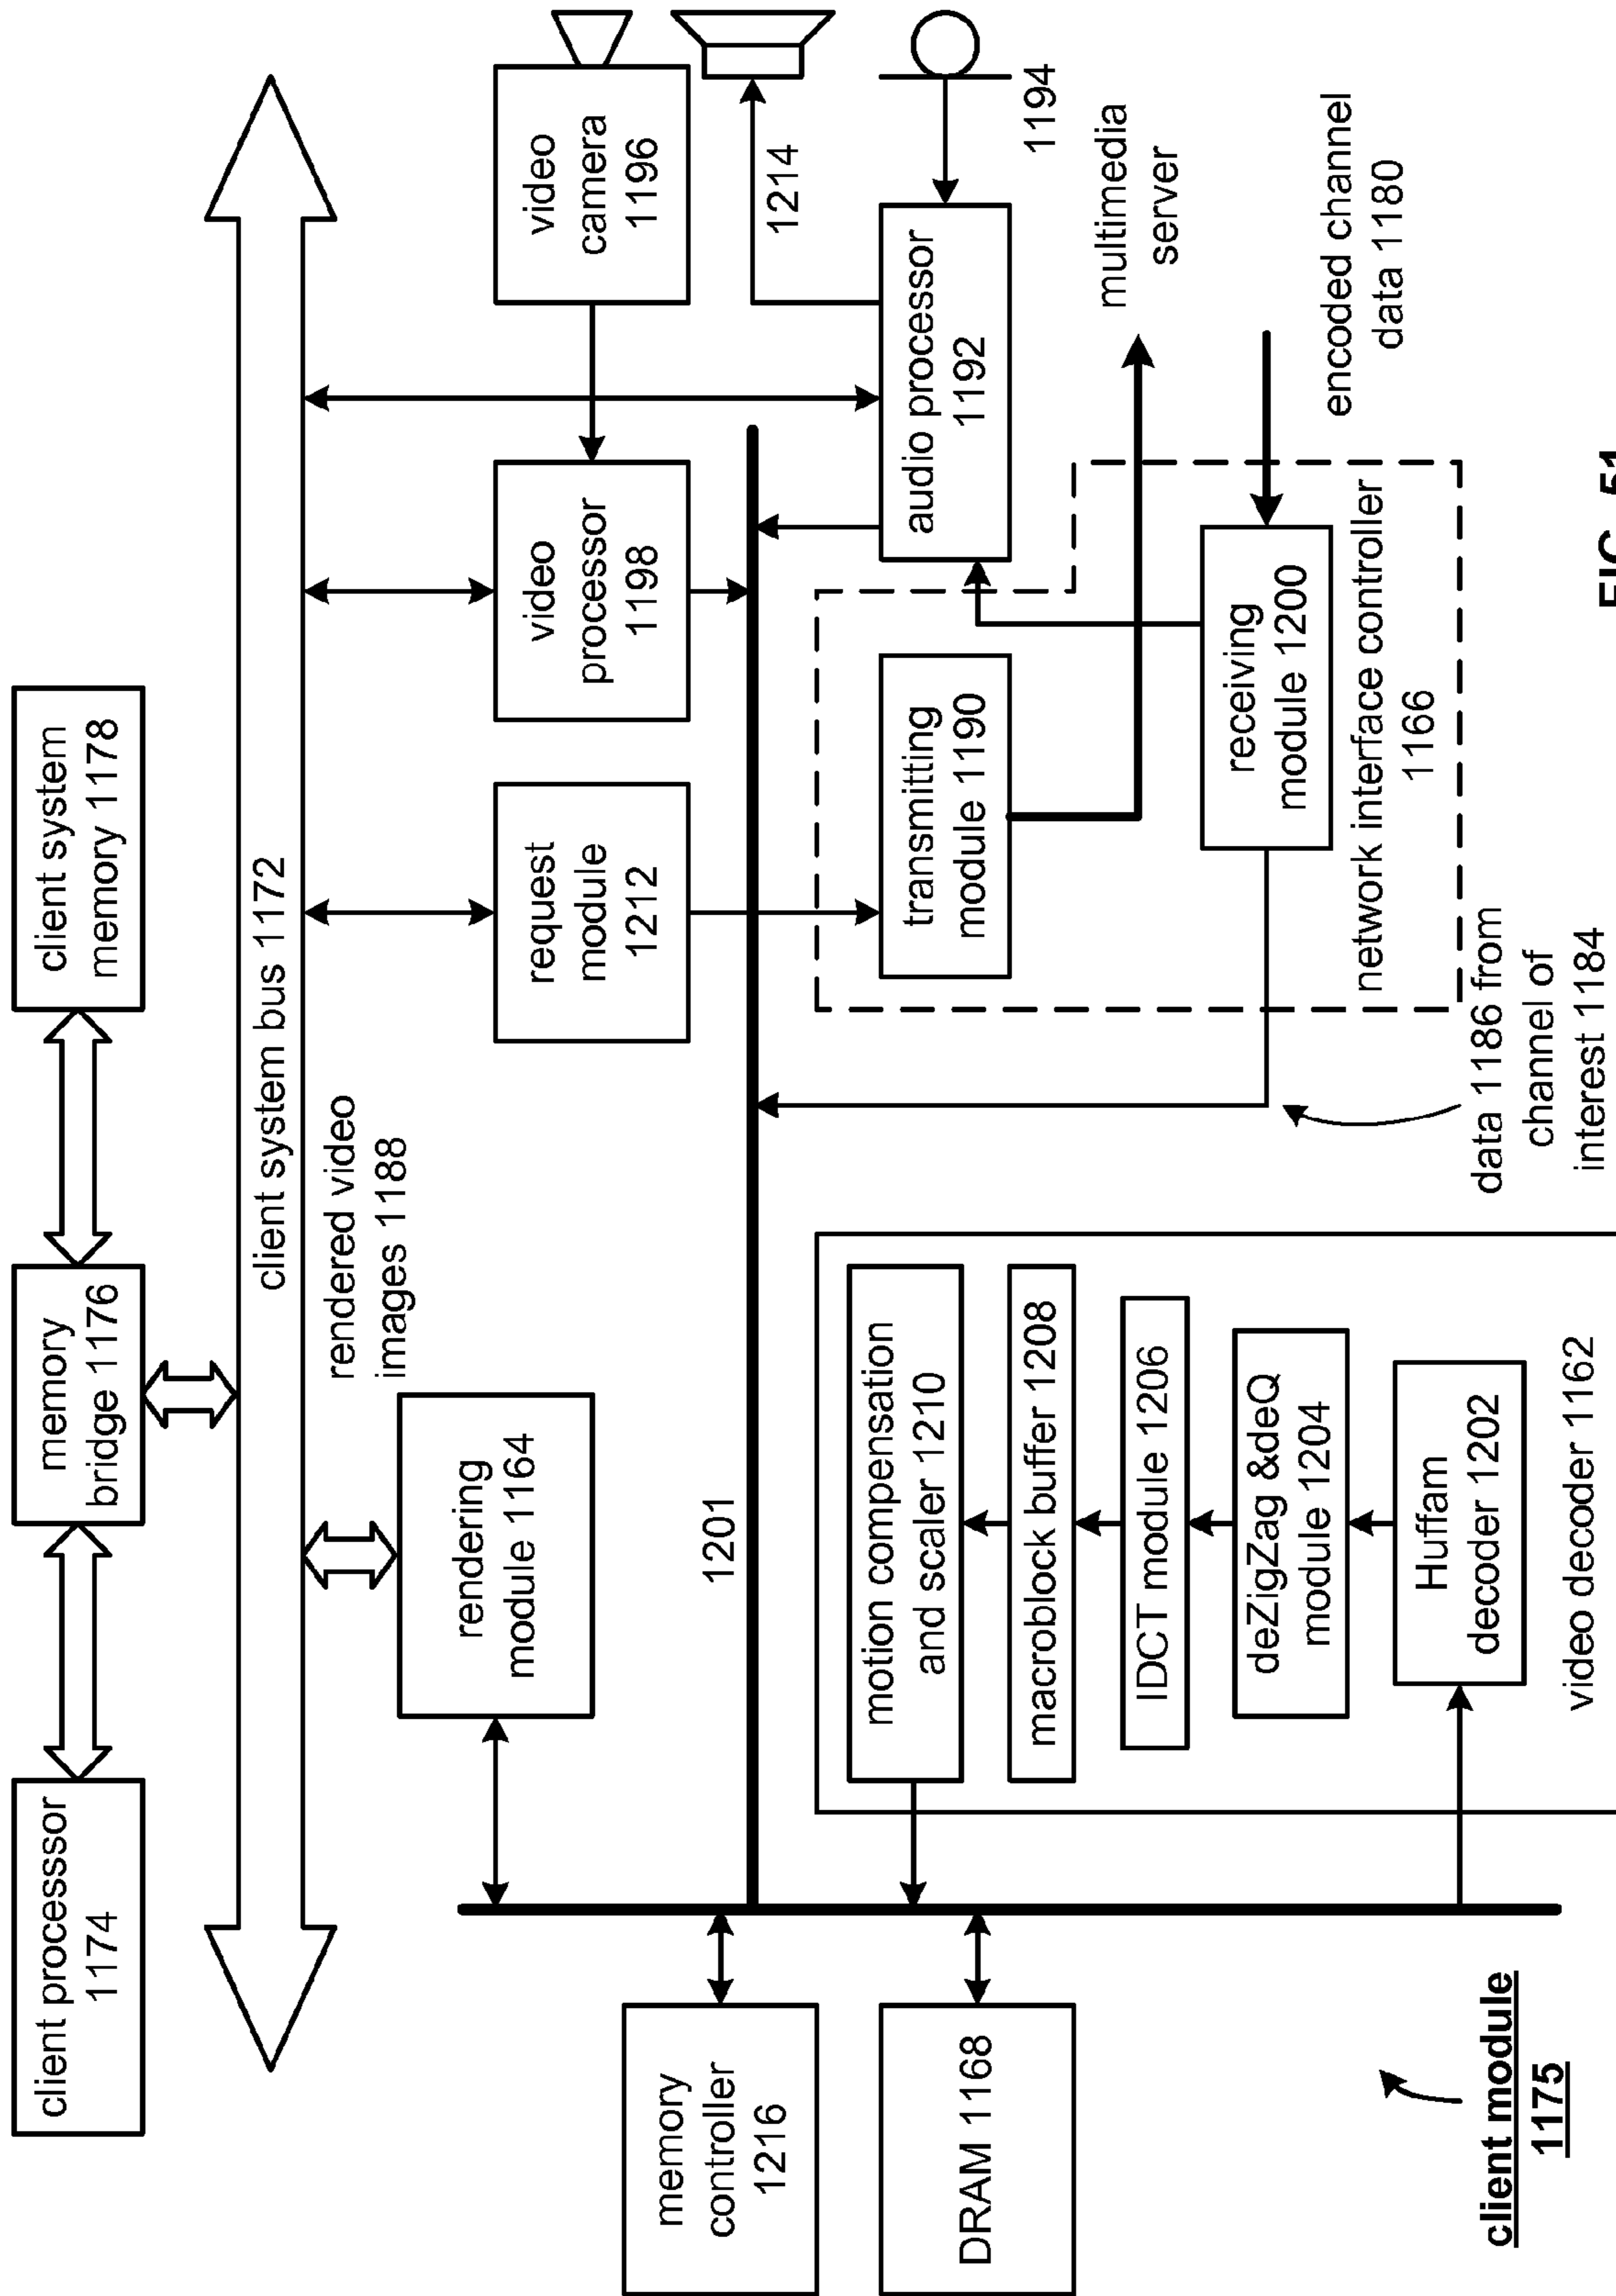 client processsor
1174
memory
bridge 1176
client system
memory 1178
client system bus 1172
rendered video
images 1188
rendering
module 1164
request
module
1212
video
processor
1198
video
camera
1196
1201
1214
memory
controller
1216
DRAM 1168
motion compensation
and scaler 1210
macroblock buffer 1208
IDCT module 1206
deZigZag &deQ
module 1204
Huffam
decoder 1202
video decoder 1162
transmitting
module 1190
audio processor
1192
1194
multimedia
server
receiving
module 1200
network interface controller
1166
encoded channel
data 1180
data 1186 from
channel of
interest 1184
client module
1175
FIG. 51